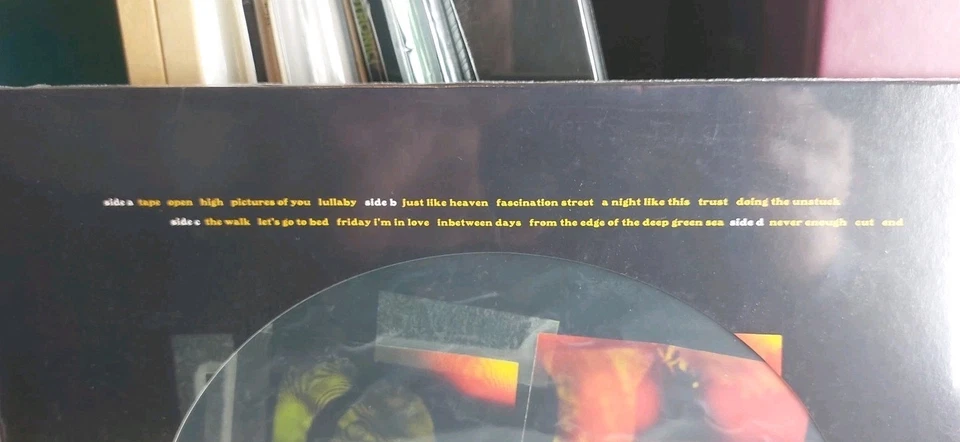 side a tape open high pictures of you lullaby side b just like heaven fascination street a night like this trust doing the unstuck
side c the walk let's go to bed friday i'm in love inbetween days from the edge of the deep green sea side d never enough cut end